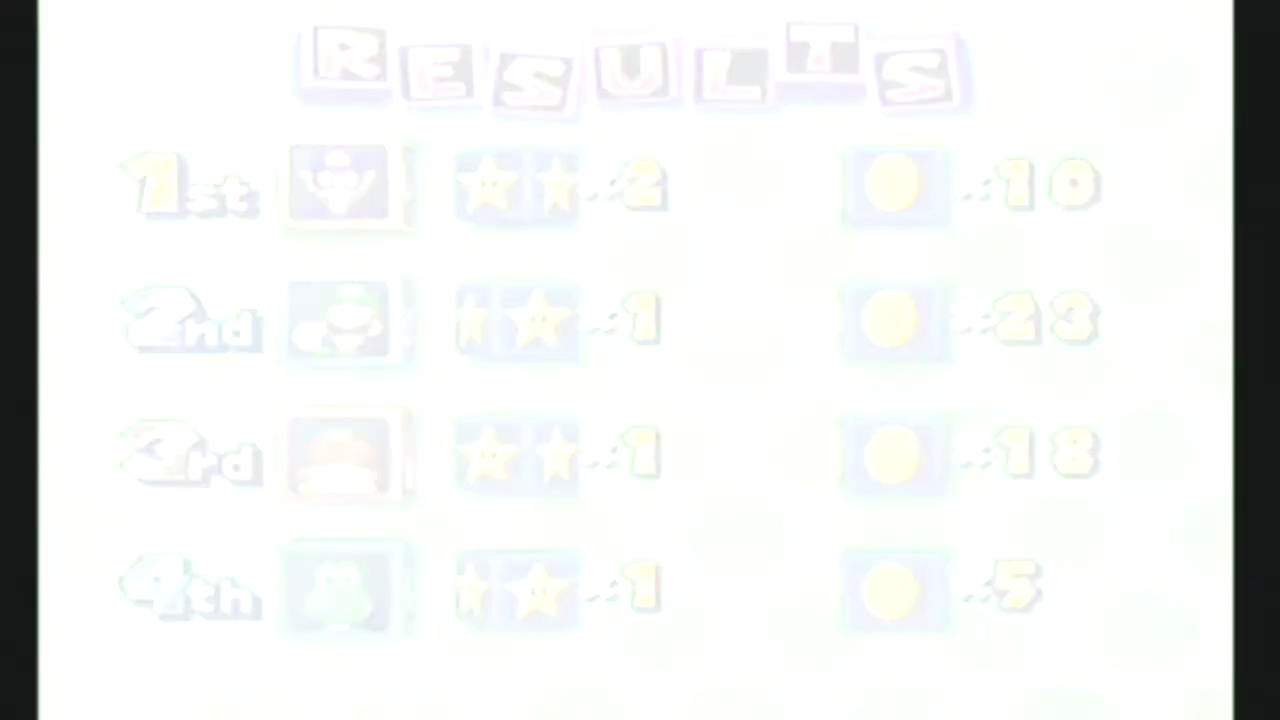 RESULTS
1st ×2 ×10
2nd ×1 ×23
3rd ×1 ×18
4th ×1 ×5